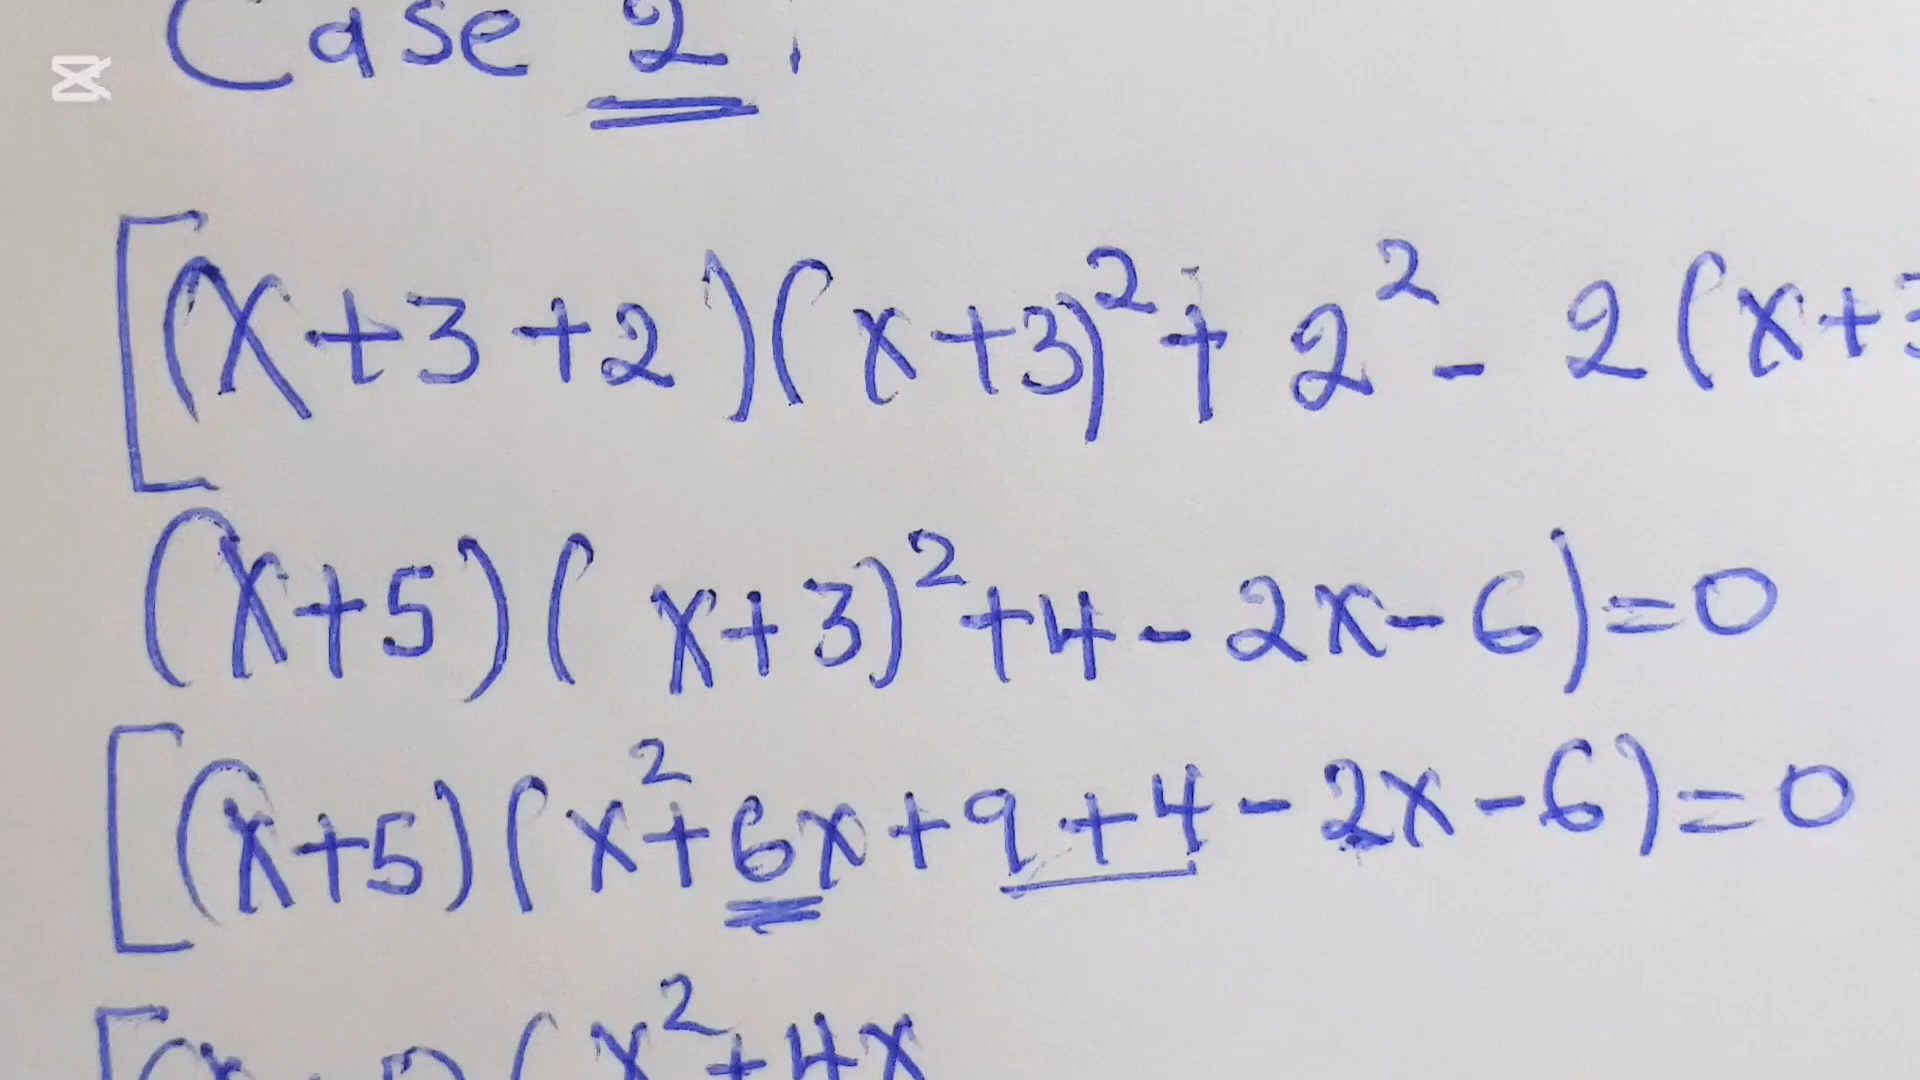 Case 2:
[(x+3+2)(x+3)²+2²-2(x+3
(x+5)(x+3)²+4-2x-6)=0
[(x+5)(x²+6x+9+4-2x-6)=0
(x²+4x